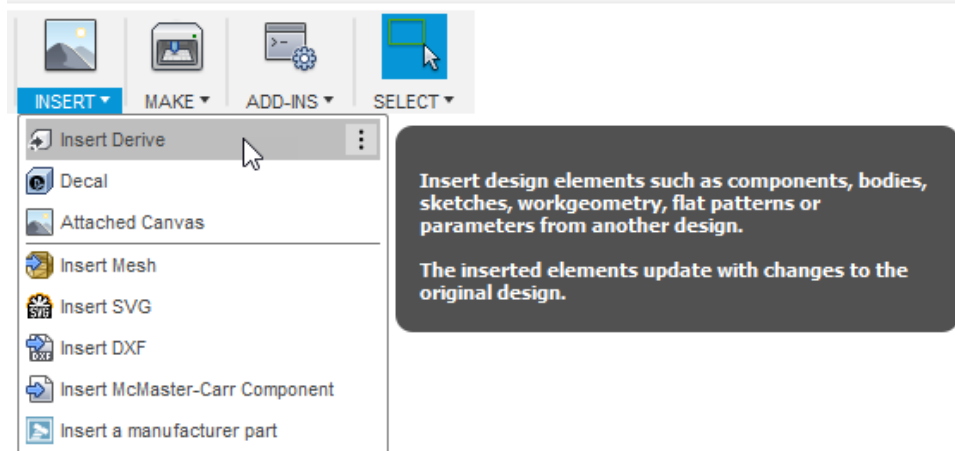 INSERT MAKE ADD-INS SELECT
Insert Derive
Decal
Attached Canvas
Insert Mesh
SVG Insert SVG
DXF Insert DXF
Insert McMaster-Carr Component
Insert a manufacturer part
Insert design elements such as components, bodies,
sketches, workgeometry, flat patterns or
parameters from another design.
The inserted elements update with changes to the
original design.